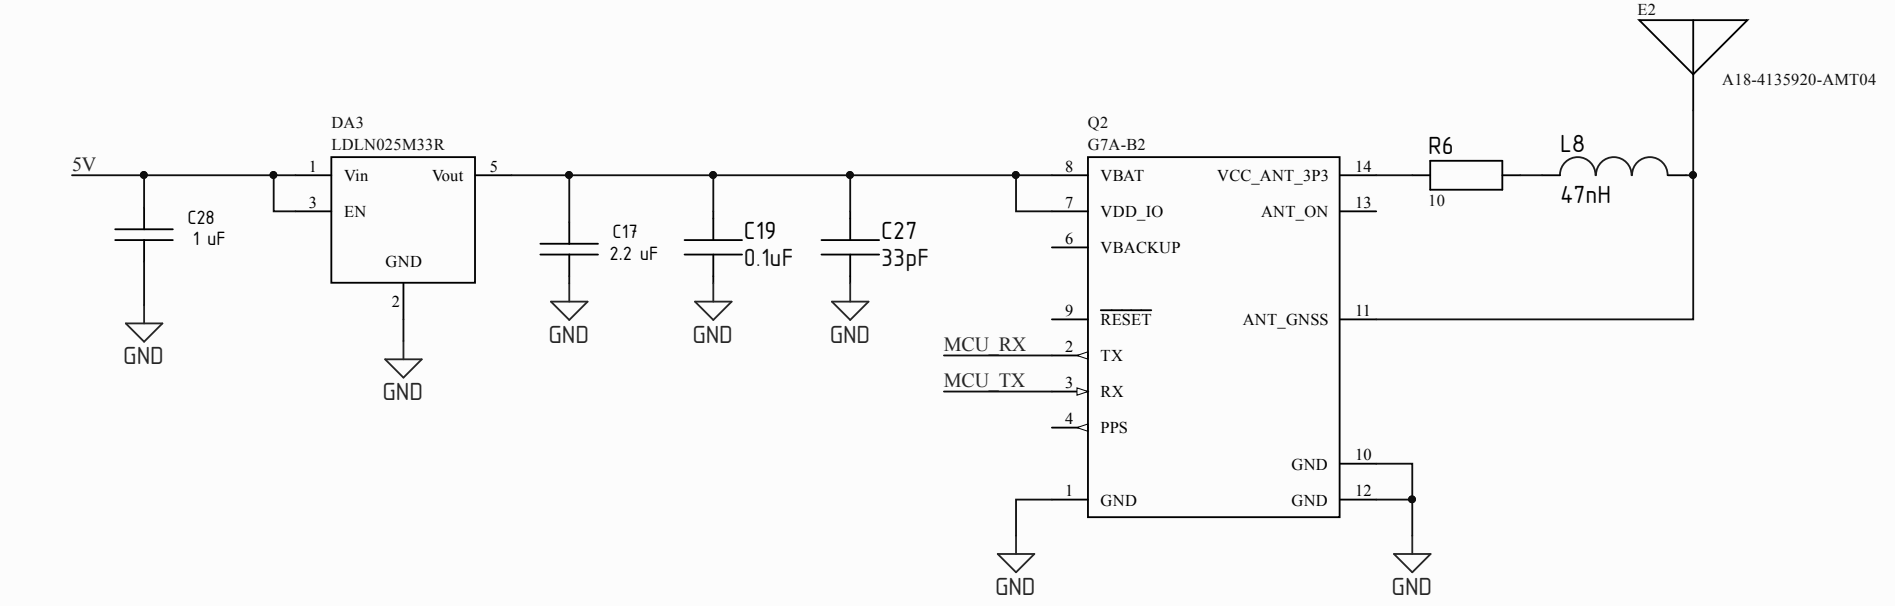 E2
A18-4135920-AMT04
DA3
LDLN025M33R
Q2
G7A-B2
R6
L8
5V
1
Vin
Vout
5
8
VBAT
VCC_ANT_3P3
14
10
47nH
3
EN
7
VDD_IO
ANT_ON
13
C28
1 uF
C17
2.2 uF
C19
0.1uF
C27
33pF
6
VBACKUP
GND
2
9
RESET
ANT_GNSS
11
GND
GND
GND
GND
GND
MCU_RX
2
TX
MCU_TX
3
RX
4
PPS
GND
10
1
GND
GND
12
GND
GND